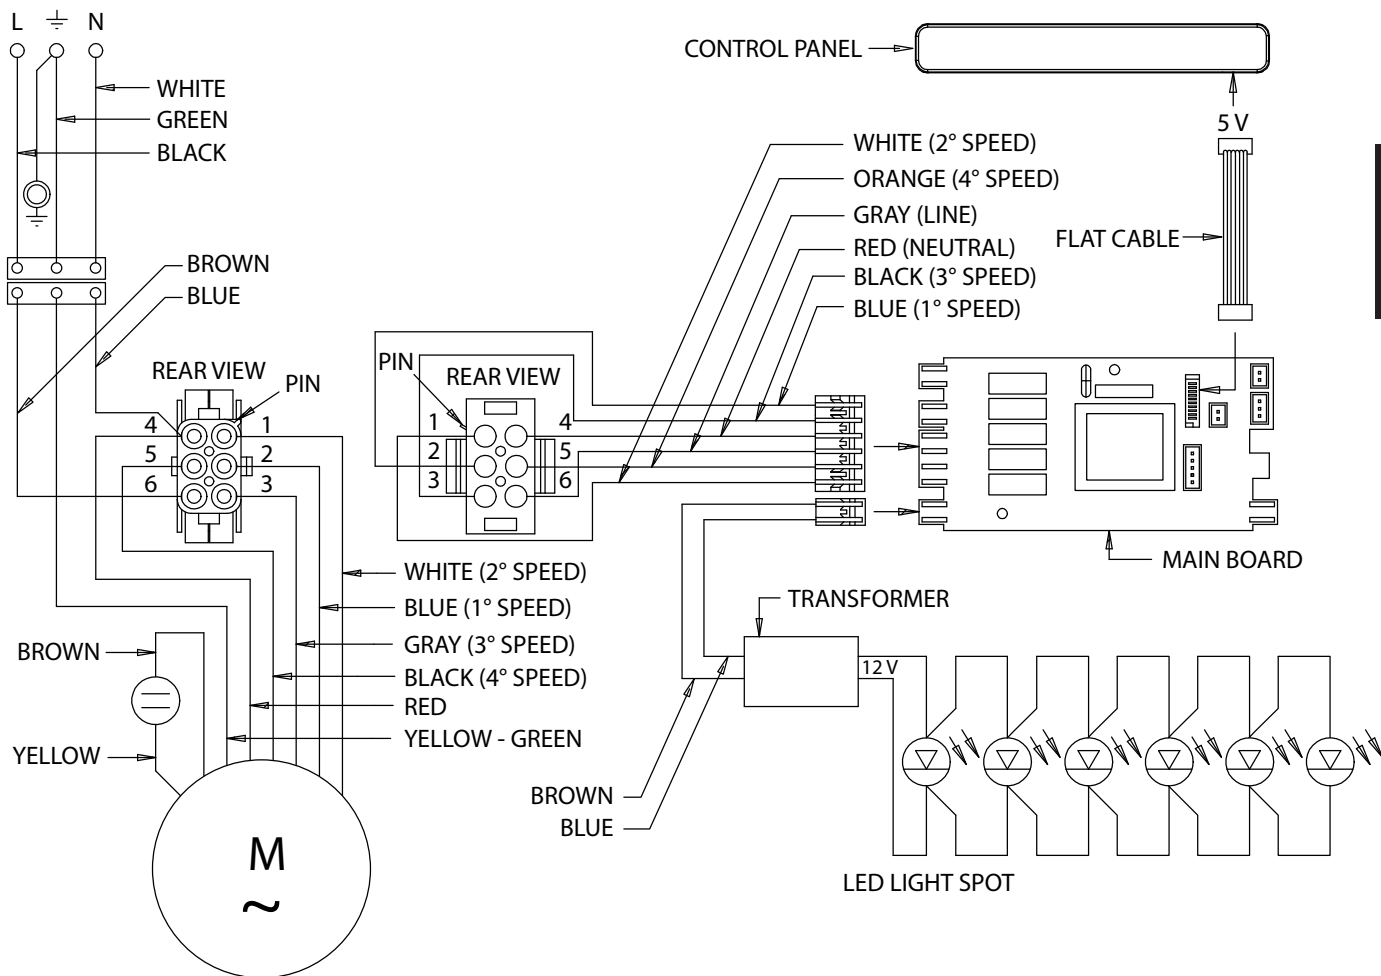 L N
CONTROL PANEL
WHITE
GREEN
BLACK
5 V
WHITE (2° SPEED)
ORANGE (4° SPEED)
GRAY (LINE)
RED (NEUTRAL)
BLACK (3° SPEED)
BLUE (1° SPEED)
FLAT CABLE
BROWN
BLUE
REAR VIEW
PIN
4 1
5 2
6 3
PIN
REAR VIEW
1 4
2 5
3 6
MAIN BOARD
WHITE (2° SPEED)
BLUE (1° SPEED)
GRAY (3° SPEED)
BLACK (4° SPEED)
RED
YELLOW - GREEN
BROWN
YELLOW
M
~
TRANSFORMER
12 V
BROWN
BLUE
LED LIGHT SPOT